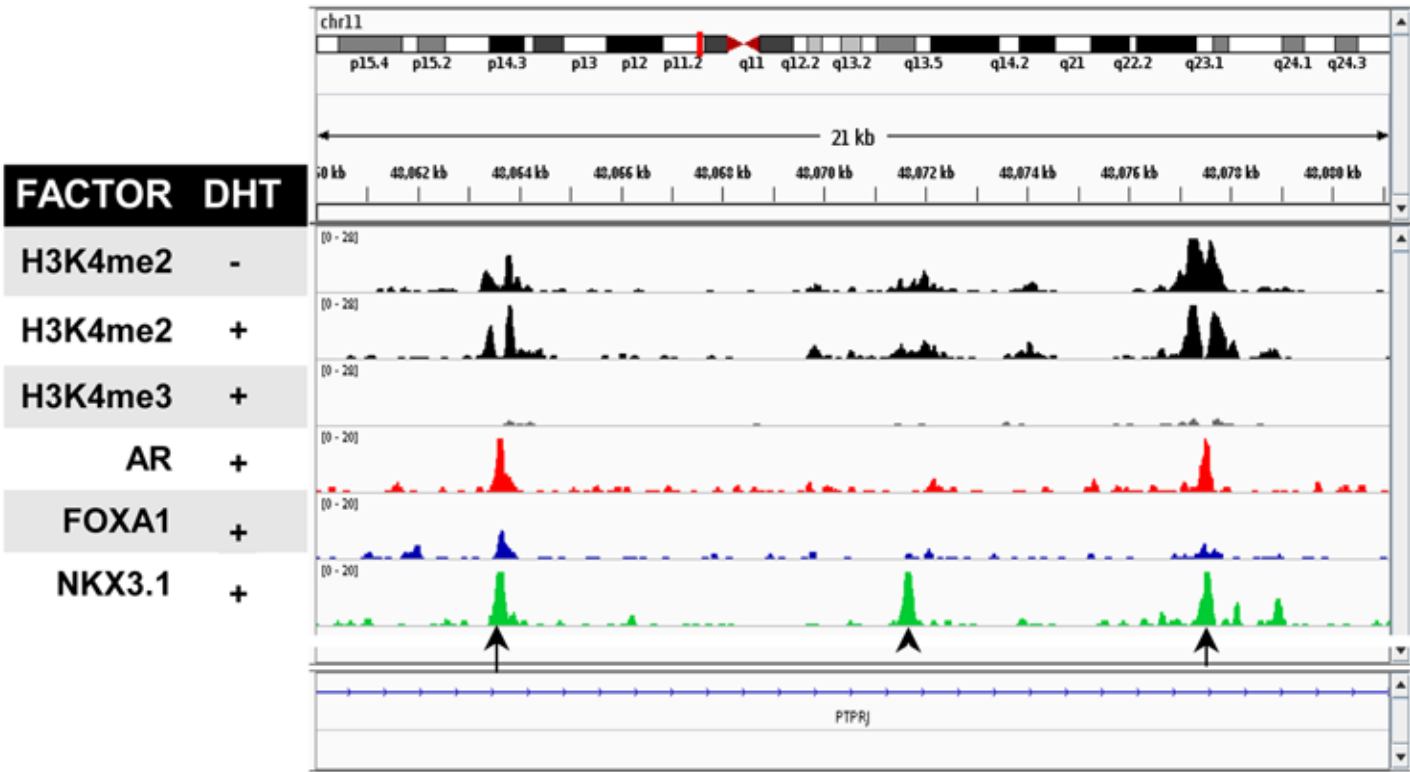 chr11
p15.4 p15.2 p14.3 p13 p12 p11.2 q11 q12.2 q13.2 q13.5 q14.2 q21 q22.2 q23.1 q24.1 q24.3
21 kb
50 kb 48,062 kb 48,064 kb 48,066 kb 48,068 kb 48,070 kb 48,072 kb 48,074 kb 48,076 kb 48,078 kb 48,080 kb
FACTOR DHT
H3K4me2 -
[0 - 28]
H3K4me2 +
[0 - 28]
H3K4me3 +
[0 - 28]
AR +
[0 - 20]
FOXA1 +
[0 - 20]
NKX3.1 +
[0 - 20]
PTPRJ